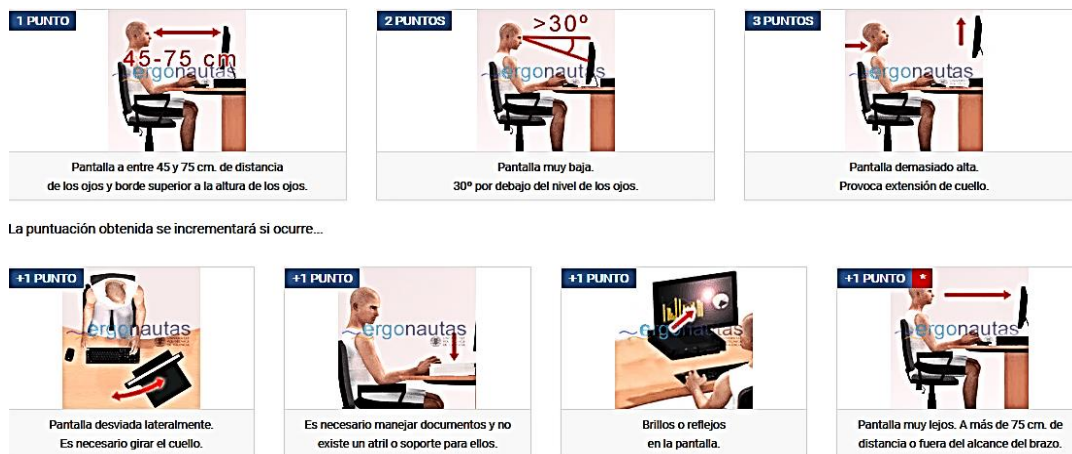 1 PUNTO
2 PUNTOS
3 PUNTOS
45-75 cm
>30º
ergonautas
ergonautas
ergonautas
Pantalla a entre 45 y 75 cm. de distancia
de los ojos y borde superior a la altura de los ojos.
Pantalla muy baja.
30º por debajo del nivel de los ojos.
Pantalla demasiado alta.
Provoca extensión de cuello.
La puntuación obtenida se incrementará si ocurre...
+1 PUNTO
+1 PUNTO
+1 PUNTO
+1 PUNTO *
ergonautas
ergonautas
ergonautas
ergonautas
Pantalla desviada lateralmente.
Es necesario girar el cuello.
Es necesario manejar documentos y no
existe un atril o soporte para ellos.
Brillos o reflejos
en la pantalla.
Pantalla muy lejos. A más de 75 cm. de
distancia o fuera del alcance del brazo.